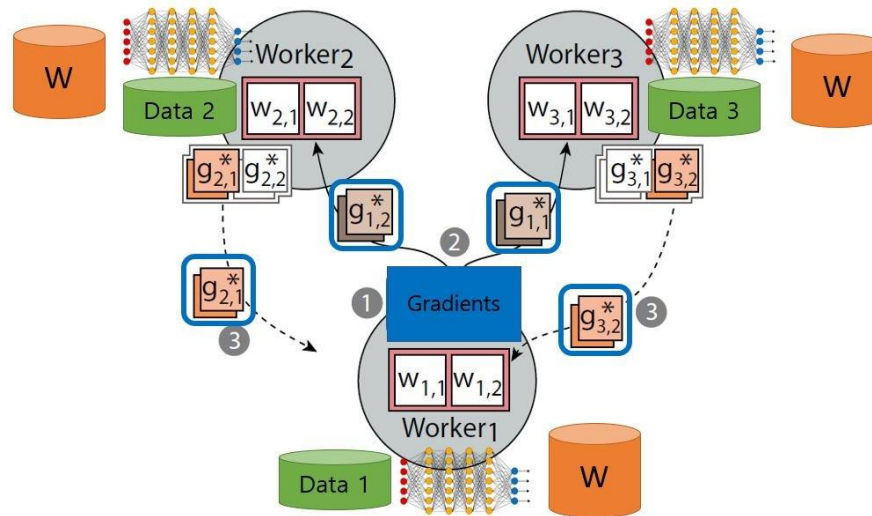 W
Worker2
Worker3
W
Data 2
w2,1 w2,2
w3,1 w3,2
Data 3
g*2,1 g*2,2
g*3,1 g*3,2
g*1,2
g*1,1
2
g*2,1
1
Gradients
g*3,2
3
3
w1,1 w1,2
Worker1
Data 1
W